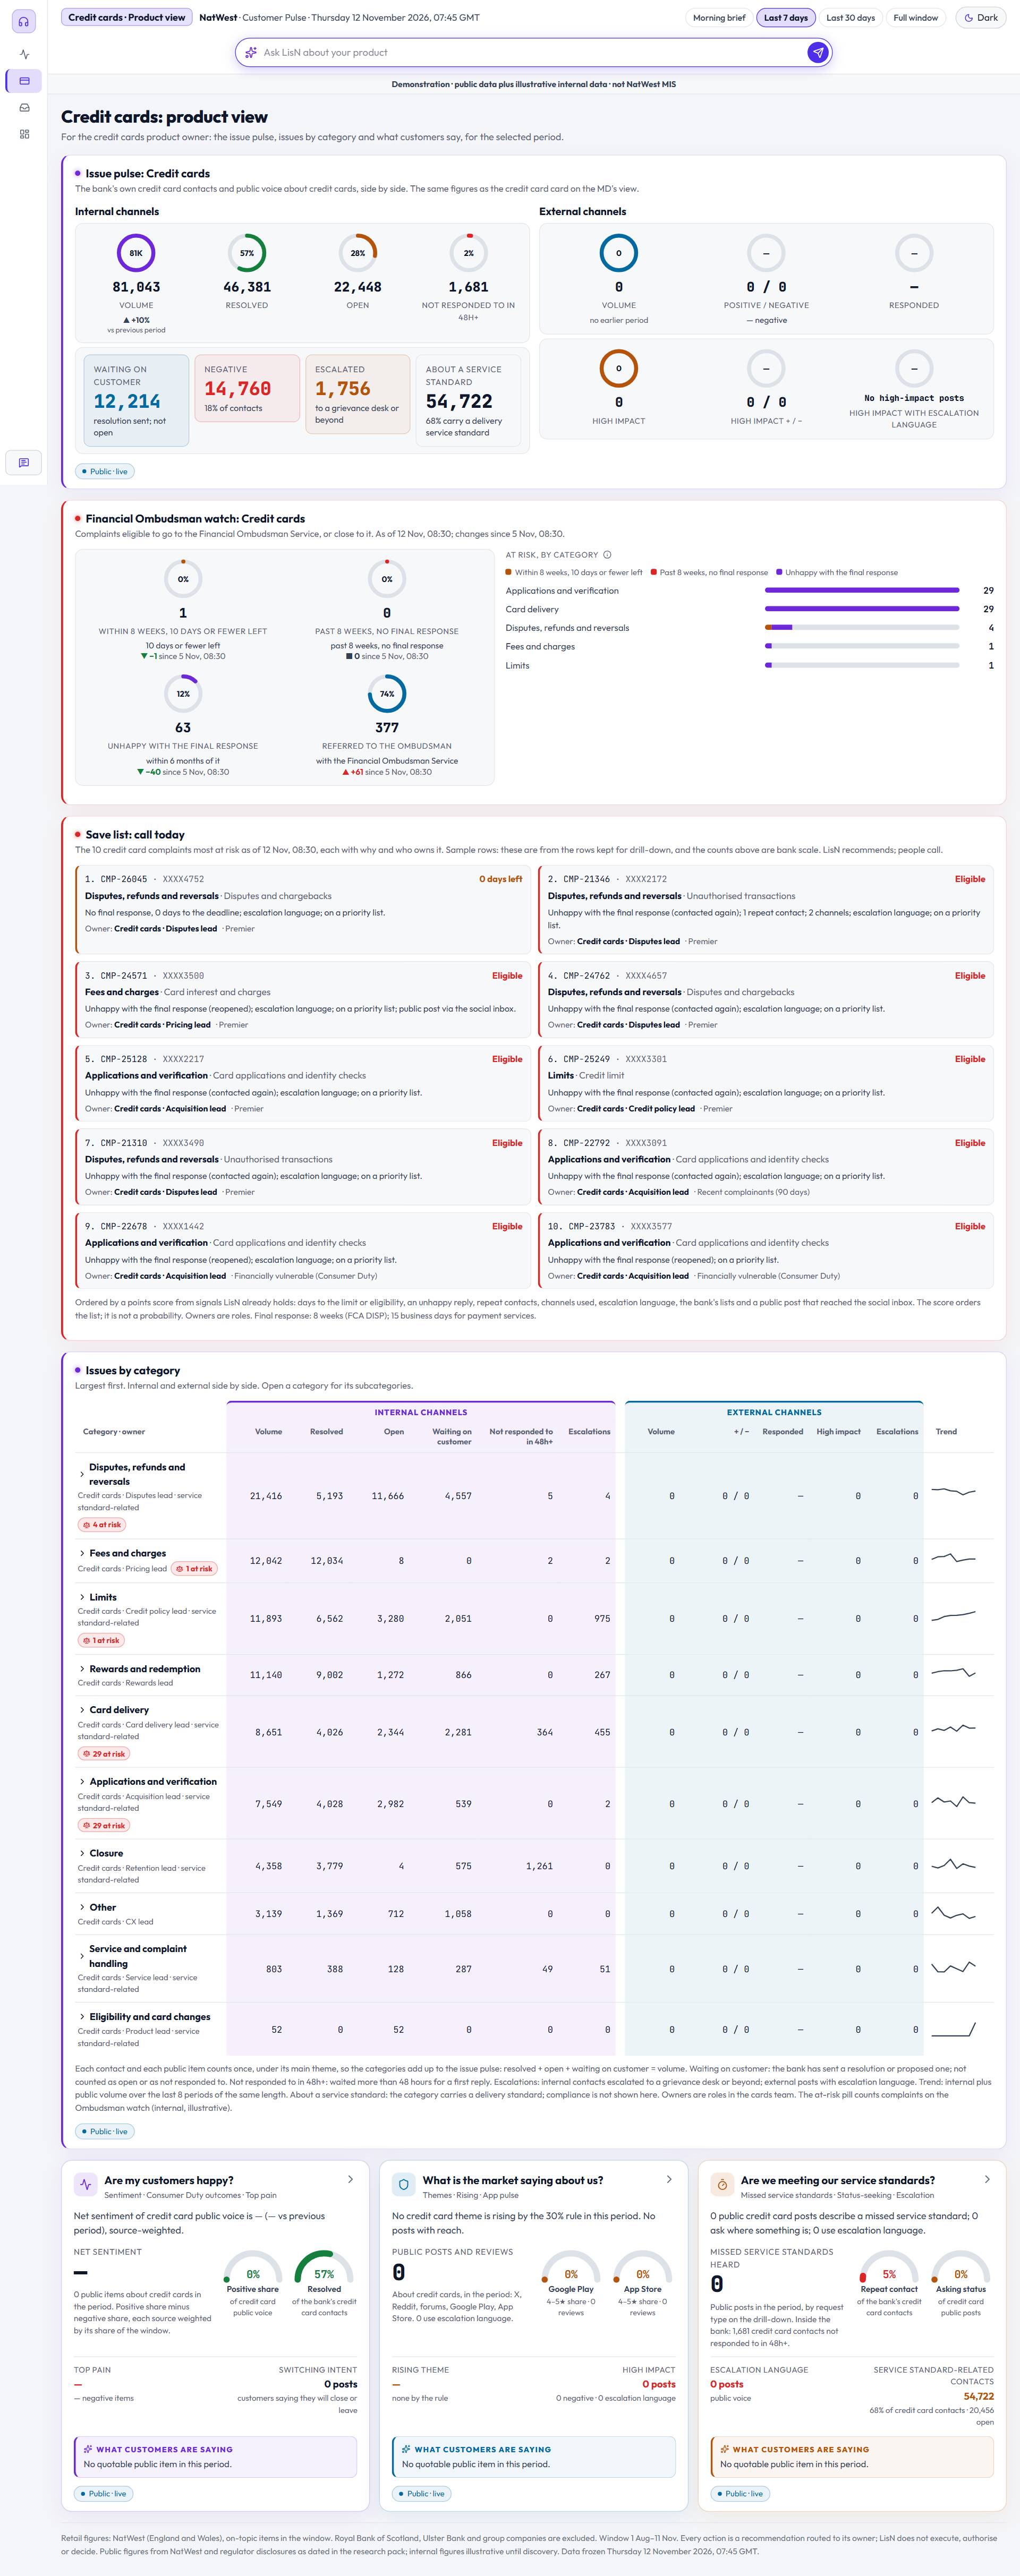 Credit cards · Product view NatWest · Customer Pulse · Thursday 12 November 2026, 07:45 GMT Morning brief Last 7 days Last 30 days Full window Dark
Ask LisN about your product
Demonstration · public data plus illustrative internal data · not NatWest MIS
Credit cards: product view
For the credit cards product owner: the issue pulse, issues by category and what customers say, for the selected period.
Issue pulse: Credit cards
The bank's own credit card contacts and public voice about credit cards, side by side. The same figures as the credit card card on the MD's view.
Internal channels
81K 57% 28% 2%
81,043 46,381 22,448 1,681
VOLUME RESOLVED OPEN NOT RESPONDED TO IN
48H+
▲ +10%
vs previous period
WAITING ON
CUSTOMER
12,214
resolution sent; not
open
NEGATIVE
14,760
18% of contacts
ESCALATED
1,756
to a grievance desk or
beyond
ABOUT A SERVICE
STANDARD
54,722
68% carry a delivery
service standard
External channels
0 – –
0 0 / 0 –
VOLUME POSITIVE / NEGATIVE RESPONDED
no earlier period — negative
0 – –
0 0 / 0 No high-impact posts
HIGH IMPACT HIGH IMPACT + / − HIGH IMPACT WITH ESCALATION
LANGUAGE
Public · live
Financial Ombudsman watch: Credit cards
Complaints eligible to go to the Financial Ombudsman Service, or close to it. As of 12 Nov, 08:30; changes since 5 Nov, 08:30.
0% 0%
1 0
WITHIN 8 WEEKS, 10 DAYS OR FEWER LEFT PAST 8 WEEKS, NO FINAL RESPONSE
10 days or fewer left past 8 weeks, no final response
▼ −1 since 5 Nov, 08:30 ■ 0 since 5 Nov, 08:30
12% 74%
63 377
UNHAPPY WITH THE FINAL RESPONSE REFERRED TO THE OMBUDSMAN
within 6 months of it with the Financial Ombudsman Service
▼ −40 since 5 Nov, 08:30 ▲ +61 since 5 Nov, 08:30
AT RISK, BY CATEGORY
Within 8 weeks, 10 days or fewer left Past 8 weeks, no final response Unhappy with the final response
Applications and verification 29
Card delivery 29
Disputes, refunds and reversals 4
Fees and charges 1
Limits 1
Save list: call today
The 10 credit card complaints most at risk as of 12 Nov, 08:30, each with why and who owns it. Sample rows: these are from the rows kept for drill-down, and the counts above are bank scale. LisN recommends; people call.
1. CMP-26045 · XXXX4752 0 days left
Disputes, refunds and reversals · Disputes and chargebacks
No final response, 0 days to the deadline; escalation language; on a priority list.
Owner: Credit cards · Disputes lead · Premier
2. CMP-21346 · XXXX2172 Eligible
Disputes, refunds and reversals · Unauthorised transactions
Unhappy with the final response (contacted again); 1 repeat contact; 2 channels; escalation language; on a priority
list.
Owner: Credit cards · Disputes lead · Premier
3. CMP-24571 · XXXX3500 Eligible
Fees and charges · Card interest and charges
Unhappy with the final response (reopened); escalation language; on a priority list; public post via the social inbox.
Owner: Credit cards · Pricing lead · Premier
4. CMP-24762 · XXXX4657 Eligible
Disputes, refunds and reversals · Disputes and chargebacks
Unhappy with the final response (contacted again); escalation language; on a priority list.
Owner: Credit cards · Disputes lead · Premier
5. CMP-25128 · XXXX2217 Eligible
Applications and verification · Card applications and identity checks
Unhappy with the final response (contacted again); escalation language; on a priority list.
Owner: Credit cards · Acquisition lead · Premier
6. CMP-25249 · XXXX3301 Eligible
Limits · Credit limit
Unhappy with the final response (contacted again); escalation language; on a priority list.
Owner: Credit cards · Credit policy lead · Premier
7. CMP-21310 · XXXX3490 Eligible
Disputes, refunds and reversals · Unauthorised transactions
Unhappy with the final response (contacted again); escalation language; on a priority list.
Owner: Credit cards · Disputes lead · Premier
8. CMP-22792 · XXXX3091 Eligible
Applications and verification · Card applications and identity checks
Unhappy with the final response (contacted again); escalation language; on a priority list.
Owner: Credit cards · Acquisition lead · Recent complainants (90 days)
9. CMP-22678 · XXXX1442 Eligible
Applications and verification · Card applications and identity checks
Unhappy with the final response (reopened); escalation language; on a priority list.
Owner: Credit cards · Acquisition lead · Financially vulnerable (Consumer Duty)
10. CMP-23783 · XXXX3577 Eligible
Applications and verification · Card applications and identity checks
Unhappy with the final response (reopened); on a priority list.
Owner: Credit cards · Acquisition lead · Financially vulnerable (Consumer Duty)
Ordered by a points score from signals LisN already holds: days to the limit or eligibility, an unhappy reply, repeat contacts, channels used, escalation language, the bank's lists and a public post that reached the social inbox. The score orders
the list; it is not a probability. Owners are roles. Final response: 8 weeks (FCA DISP); 15 business days for payment services.
Issues by category
Largest first. Internal and external side by side. Open a category for its subcategories.
INTERNAL CHANNELS EXTERNAL CHANNELS
Category · owner Volume Resolved Open Waiting on
customer Not responded to
in 48h+ Escalations Volume + / − Responded High impact Escalations Trend
Disputes, refunds and
reversals
Credit cards · Disputes lead · service
standard-related
4 at risk
21,416 5,193 11,666 4,557 5 4 0 0 / 0 – 0 0
Fees and charges
Credit cards · Pricing lead 1 at risk
12,042 12,034 8 0 2 2 0 0 / 0 – 0 0
Limits
Credit cards · Credit policy lead · service
standard-related
1 at risk
11,893 6,562 3,280 2,051 0 975 0 0 / 0 – 0 0
Rewards and redemption
Credit cards · Rewards lead
11,140 9,002 1,272 866 0 267 0 0 / 0 – 0 0
Card delivery
Credit cards · Card delivery lead · service
standard-related
29 at risk
8,651 4,026 2,344 2,281 364 455 0 0 / 0 – 0 0
Applications and verification
Credit cards · Acquisition lead · service
standard-related
29 at risk
7,549 4,028 2,982 539 0 2 0 0 / 0 – 0 0
Closure
Credit cards · Retention lead · service
standard-related
4,358 3,779 4 575 1,261 0 0 0 / 0 – 0 0
Other
Credit cards · CX lead
3,139 1,369 712 1,058 0 0 0 0 / 0 – 0 0
Service and complaint
handling
Credit cards · Service lead · service
standard-related
803 388 128 287 49 51 0 0 / 0 – 0 0
Eligibility and card changes
Credit cards · Product lead · service
standard-related
52 0 52 0 0 0 0 0 / 0 – 0 0
Each contact and each public item counts once, under its main theme, so the categories add up to the issue pulse: resolved + open + waiting on customer = volume. Waiting on customer: the bank has sent a resolution or proposed one; not
counted as open or as not responded to. Not responded to in 48h+: waited more than 48 hours for a first reply. Escalations: internal contacts escalated to a grievance desk or beyond; external posts with escalation language. Trend: internal plus
public volume over the last 8 periods of the same length. About a service standard: the category carries a delivery standard; compliance is not shown here. Owners are roles in the cards team. The at-risk pill counts complaints on the
Ombudsman watch (internal, illustrative).
Public · live
Are my customers happy?
Sentiment · Consumer Duty outcomes · Top pain
Net sentiment of credit card public voice is — (— vs previous
period), source-weighted.
NET SENTIMENT
—
0 public items about credit cards in
the period. Positive share minus
negative share, each source weighted
by its share of the window.
0% 57%
Positive share Resolved
of credit card of the bank's credit
public voice card contacts
TOP PAIN SWITCHING INTENT
— 0 posts
— negative items customers saying they will close or
leave
WHAT CUSTOMERS ARE SAYING
No quotable public item in this period.
Public · live
What is the market saying about us?
Themes · Rising · App pulse
No credit card theme is rising by the 30% rule in this period. No
posts with reach.
PUBLIC POSTS AND REVIEWS
0
About credit cards, in the period: X,
Reddit, forums, Google Play, App
Store. 0 use escalation language.
0% 0%
Google Play App Store
4–5★ share · 0 4–5★ share · 0
reviews reviews
RISING THEME HIGH IMPACT
— 0 posts
none by the rule 0 negative · 0 escalation language
WHAT CUSTOMERS ARE SAYING
No quotable public item in this period.
Public · live
Are we meeting our service standards?
Missed service standards · Status-seeking · Escalation
0 public credit card posts describe a missed service standard; 0
ask where something is; 0 use escalation language.
MISSED SERVICE STANDARDS
HEARD
0
Public posts in the period, by request
type on the drill-down. Inside the
bank: 1,681 credit card contacts not
responded to in 48h+.
5% 0%
Repeat contact Asking status
of the bank's credit of credit card
card contacts public posts
ESCALATION LANGUAGE SERVICE STANDARD-RELATED
CONTACTS
0 posts 54,722
public voice 68% of credit card contacts · 20,456
open
WHAT CUSTOMERS ARE SAYING
No quotable public item in this period.
Public · live
Retail figures: NatWest (England and Wales), on-topic items in the window. Royal Bank of Scotland, Ulster Bank and group companies are excluded. Window 1 Aug–11 Nov. Every action is a recommendation routed to its owner; LisN does not execute, authorise
or decide. Public figures from NatWest and regulator disclosures as dated in the research pack; internal figures illustrative until discovery. Data frozen Thursday 12 November 2026, 07:45 GMT.